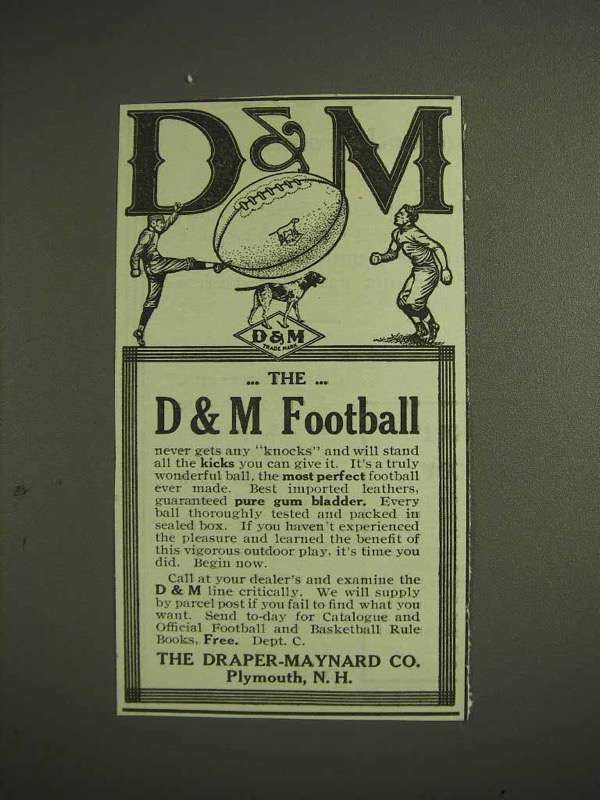 D&M
D&M
TRADE MARK
... THE ...
D & M Football
never gets any "knocks" and will stand
all the kicks you can give it. It's a truly
wonderful ball, the most perfect football
ever made. Best imported leathers,
guaranteed pure gum bladder. Every
ball thoroughly tested and packed in
sealed box. If you haven't experienced
the pleasure and learned the benefit of
this vigorous outdoor play, it's time you
did. Begin now.
Call at your dealer's and examine the
D & M line critically. We will supply
by parcel post if you fail to find what you
want. Send to-day for Catalogue and
Official Football and Basketball Rule
Books, Free. Dept. C.
THE DRAPER-MAYNARD CO.
Plymouth, N. H.